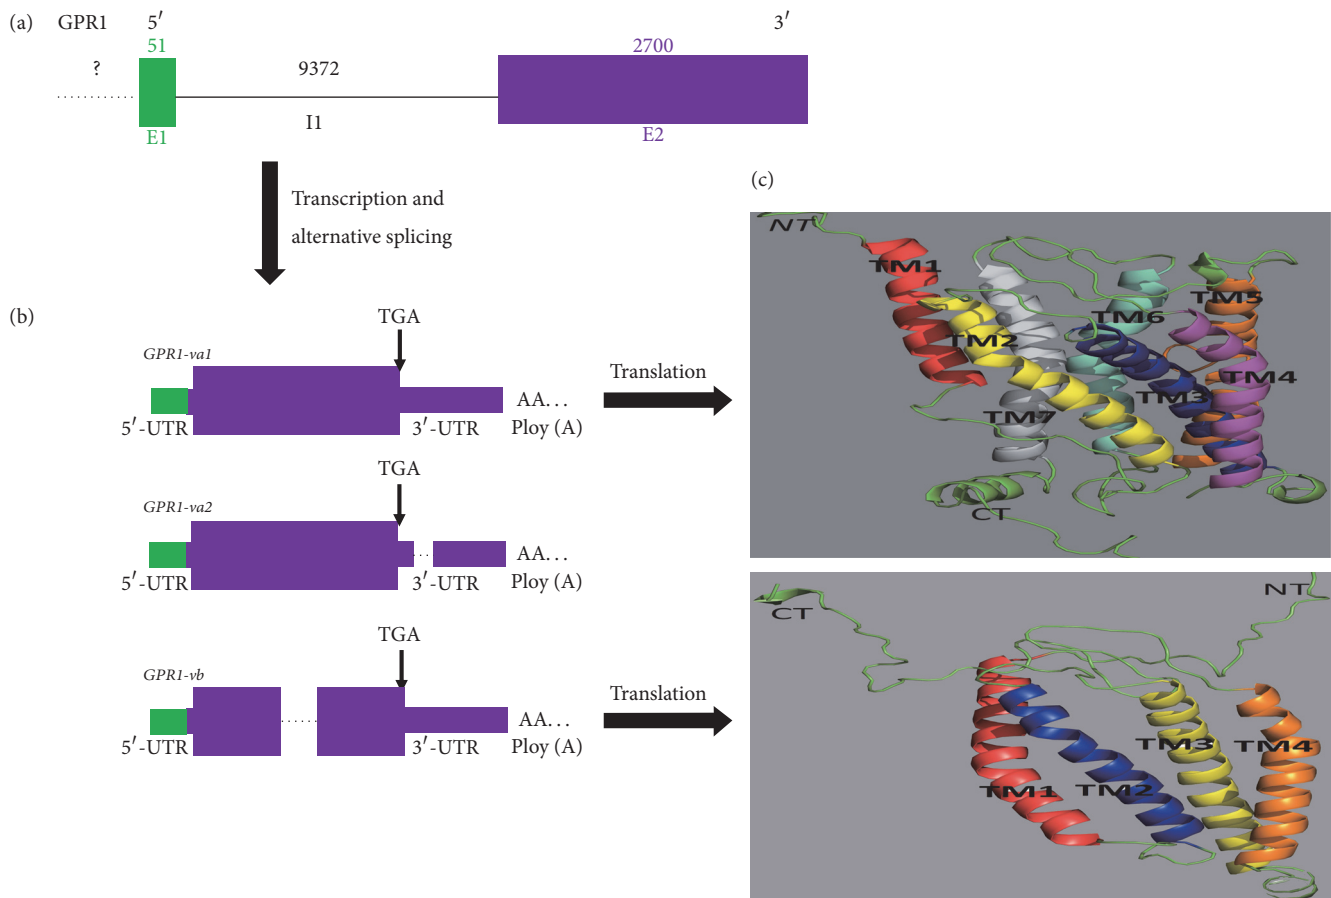 (a) GPR1 5′ 3′
51 2700
? 9372
I1
E1 E2
Transcription and
alternative splicing
(b)
TGA
GPR1-va1
AA...
5′-UTR 3′-UTR Ploy (A)
Translation
TGA
GPR1-va2
AA...
5′-UTR 3′-UTR Ploy (A)
TGA
GPR1-vb
AA...
5′-UTR 3′-UTR Ploy (A)
Translation
(c)
NT
TM1
TM5
TM6
TM2
TM4
TM3
TM7
CT
NT
CT
TM3 TM4
TM1 TM2